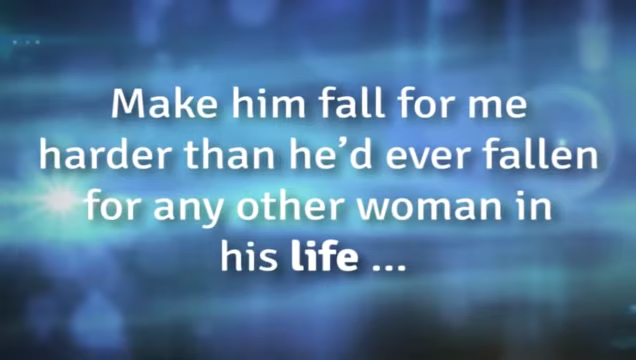 Make him fall for me
harder than he’d ever fallen
for any other woman in
his life ...